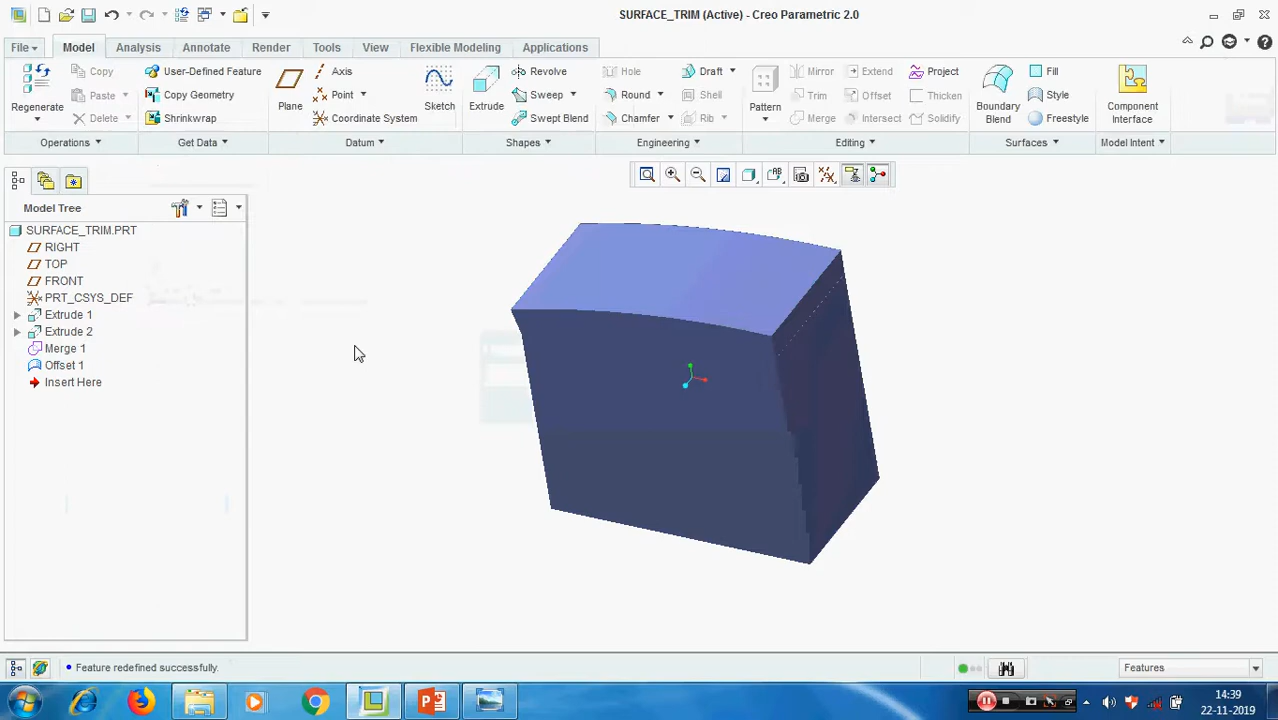 SURFACE_TRIM (Active) - Creo Parametric 2.0
File Model Analysis Annotate Render Tools View Flexible Modeling Applications
Regenerate
Copy
Paste
Delete
Operations
User-Defined Feature
Copy Geometry
Shrinkwrap
Get Data
Plane
Axis
Point
Coordinate System
Sketch
Datum
Extrude
Revolve
Sweep
Swept Blend
Shapes
Hole
Round
Chamfer
Draft
Shell
Rib
Engineering
Pattern
Mirror
Trim
Merge
Extend
Offset
Intersect
Project
Thicken
Solidify
Editing
Boundary
Blend
Fill
Style
Freestyle
Surfaces
Component
Interface
Model Intent
Model Tree
SURFACE_TRIM.PRT
RIGHT
TOP
FRONT
PRT_CSYS_DEF
Extrude 1
Extrude 2
Merge 1
Offset 1
Insert Here
Feature redefined successfully.
Features
14:39
22-11-2019